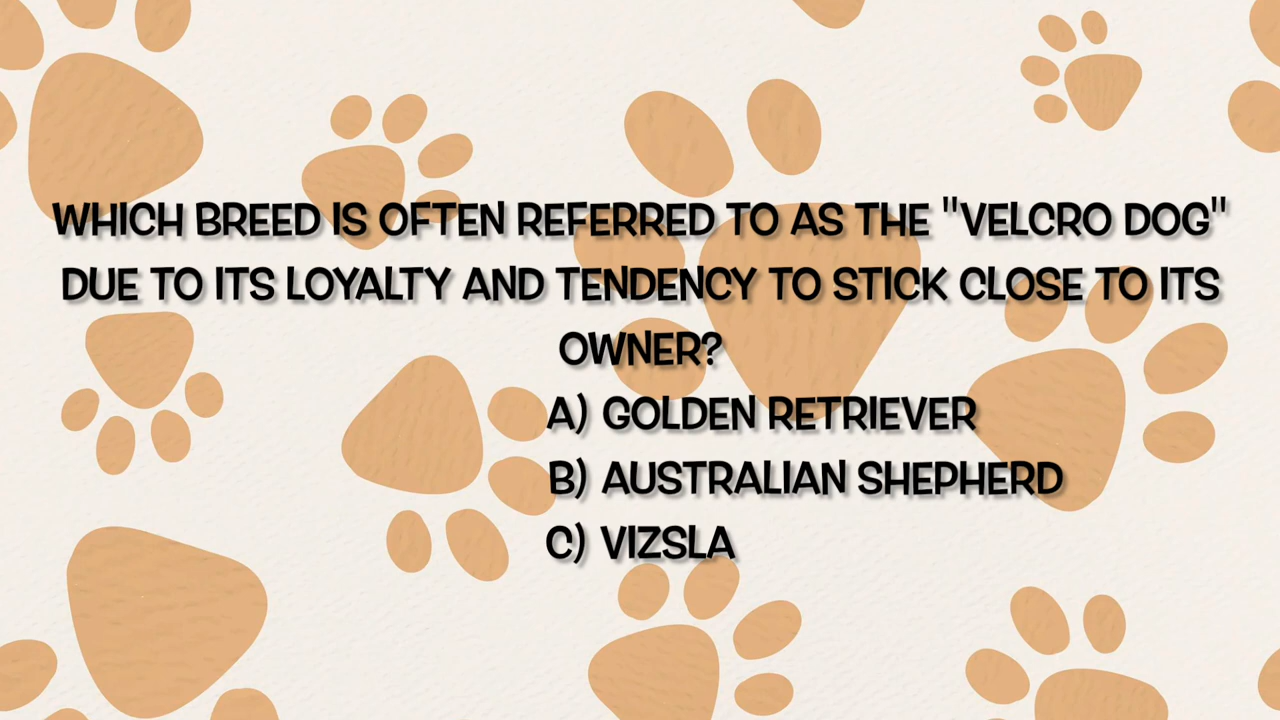 WHICH BREED IS OFTEN REFERRED TO AS THE "VELCRO DOG"
DUE TO ITS LOYALTY AND TENDENCY TO STICK CLOSE TO ITS
OWNER?
A) GOLDEN RETRIEVER
B) AUSTRALIAN SHEPHERD
C) VIZSLA